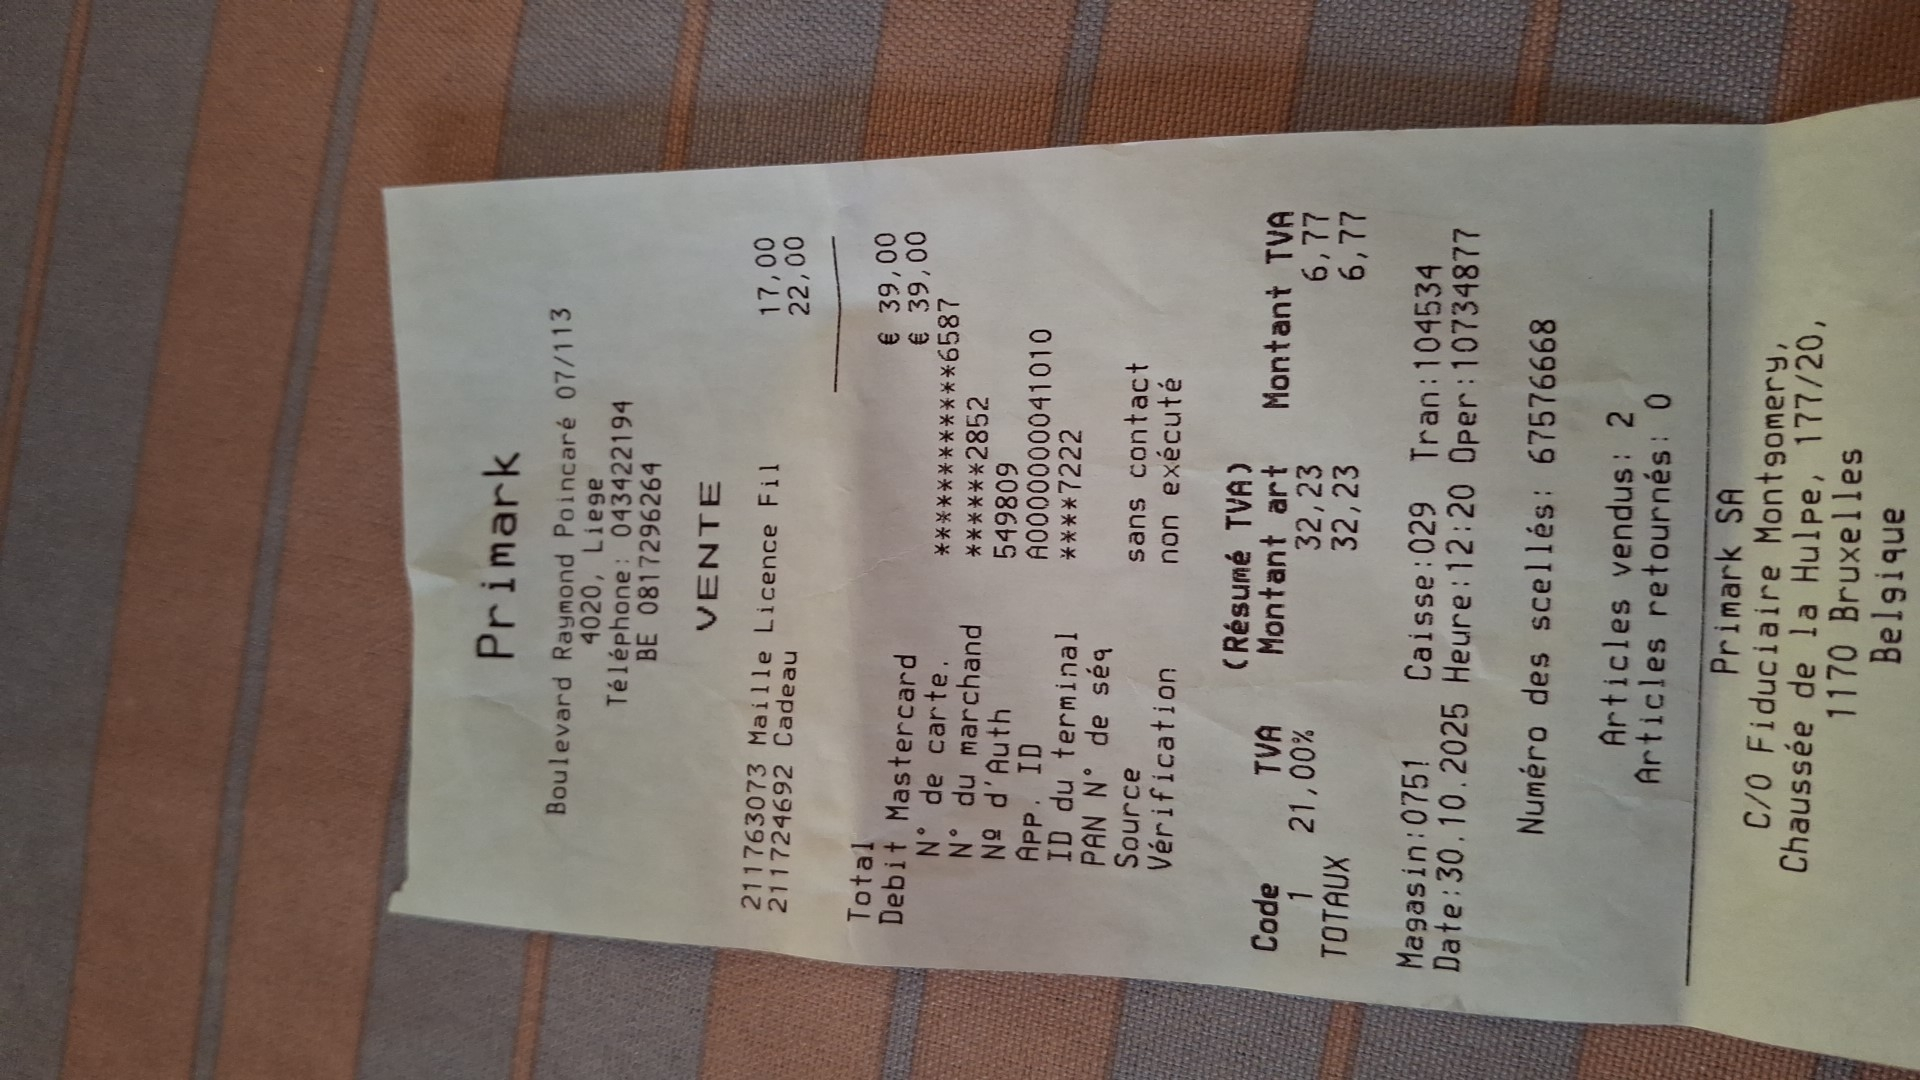 Primark
Boulevard Raymond Poincaré 07/113
4020, Liege
Téléphone: 043422194
BE 0817296264
VENTE
211763073 Maille Licence Fil 17,00
211724692 Cadeau 22,00
Total € 39,00
Debit Mastercard € 39,00
N° de carte. ************6587
N° du marchand ******2852
Nº d'Auth 549809
App. ID A0000000041010
ID du terminal ****7222
PAN N° de séq
Source sans contact
Vérification non exécuté
(Résumé TVA)
Code TVA Montant art Montant TVA
1 21,00% 32,23 6,77
TOTAUX 32,23 6,77
Magasin:0751 Caisse:029 Tran:104534
Date:30.10.2025 Heure:12:20 Oper:10734877
Numéro des scellés: 67576668
Articles vendus: 2
Articles retournés: 0
Primark SA
C/O Fiduciaire Montgomery,
Chaussée de la Hulpe, 177/20,
1170 Bruxelles
Belgique